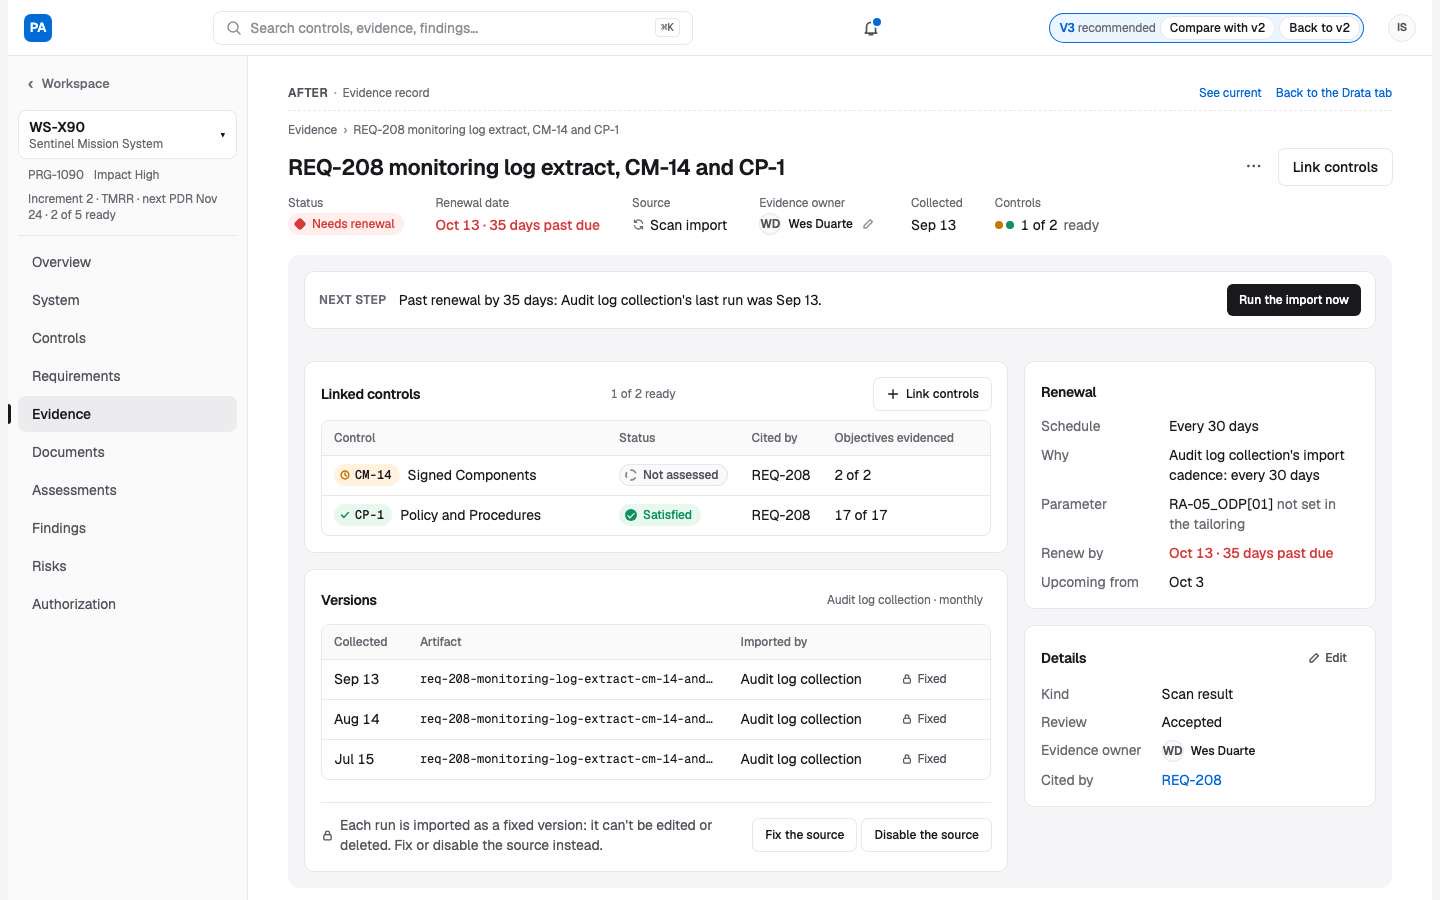 PA
Search controls, evidence, findings...
⌘K
V3 recommended
Compare with v2
Back to v2
IS
‹ Workspace
WS-X90
Sentinel Mission System
PRG-1090 Impact High
Increment 2 · TMRR · next PDR Nov
24 · 2 of 5 ready
Overview
System
Controls
Requirements
Evidence
Documents
Assessments
Findings
Risks
Authorization
AFTER · Evidence record
See current
Back to the Drata tab
Evidence › REQ-208 monitoring log extract, CM-14 and CP-1
REQ-208 monitoring log extract, CM-14 and CP-1
Link controls
Status
Needs renewal
Renewal date
Oct 13 · 35 days past due
Source
Scan import
Evidence owner
WD Wes Duarte
Collected
Sep 13
Controls
1 of 2 ready
NEXT STEP Past renewal by 35 days: Audit log collection's last run was Sep 13.
Run the import now
Linked controls
1 of 2 ready
Link controls
Control Status Cited by Objectives evidenced
CM-14 Signed Components Not assessed REQ-208 2 of 2
CP-1 Policy and Procedures Satisfied REQ-208 17 of 17
Versions
Audit log collection · monthly
Collected Artifact Imported by
Sep 13 req-208-monitoring-log-extract-cm-14-and… Audit log collection Fixed
Aug 14 req-208-monitoring-log-extract-cm-14-and… Audit log collection Fixed
Jul 15 req-208-monitoring-log-extract-cm-14-and… Audit log collection Fixed
Each run is imported as a fixed version: it can't be edited or
deleted. Fix or disable the source instead.
Fix the source
Disable the source
Renewal
Schedule Every 30 days
Why Audit log collection's import
cadence: every 30 days
Parameter RA-05_ODP[01] not set in
the tailoring
Renew by Oct 13 · 35 days past due
Upcoming from Oct 3
Details
Edit
Kind Scan result
Review Accepted
Evidence owner WD Wes Duarte
Cited by REQ-208